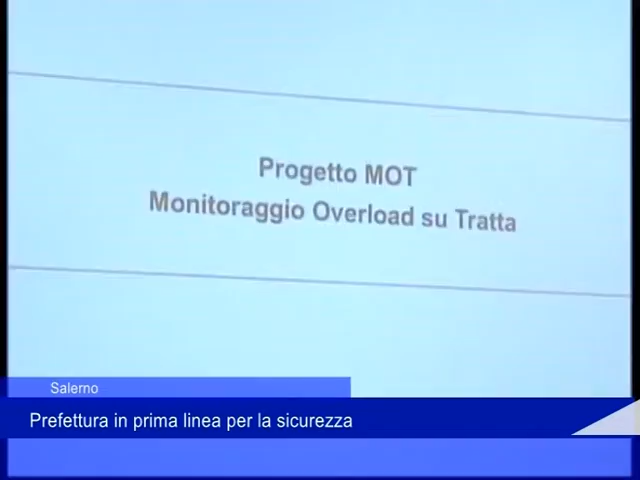 Progetto MOT
Monitoraggio Overload su Tratta
Salerno
Prefettura in prima linea per la sicurezza